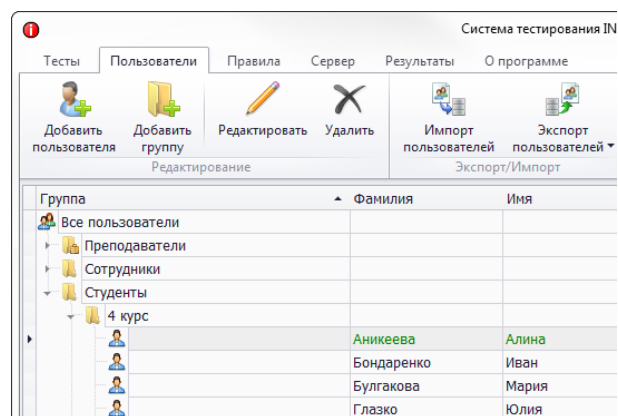 Система тестирования IN
Тесты Пользователи Правила Сервер Результаты О программе
Добавить пользователя Добавить группу Редактировать Удалить Импорт пользователей Экспорт пользователей
Редактирование Экспорт/Импорт
Группа Фамилия Имя
Все пользователи
Преподаватели
Сотрудники
Студенты
4 курс
Аникеева Алина
Бондаренко Иван
Булгакова Мария
Глазко Юлия